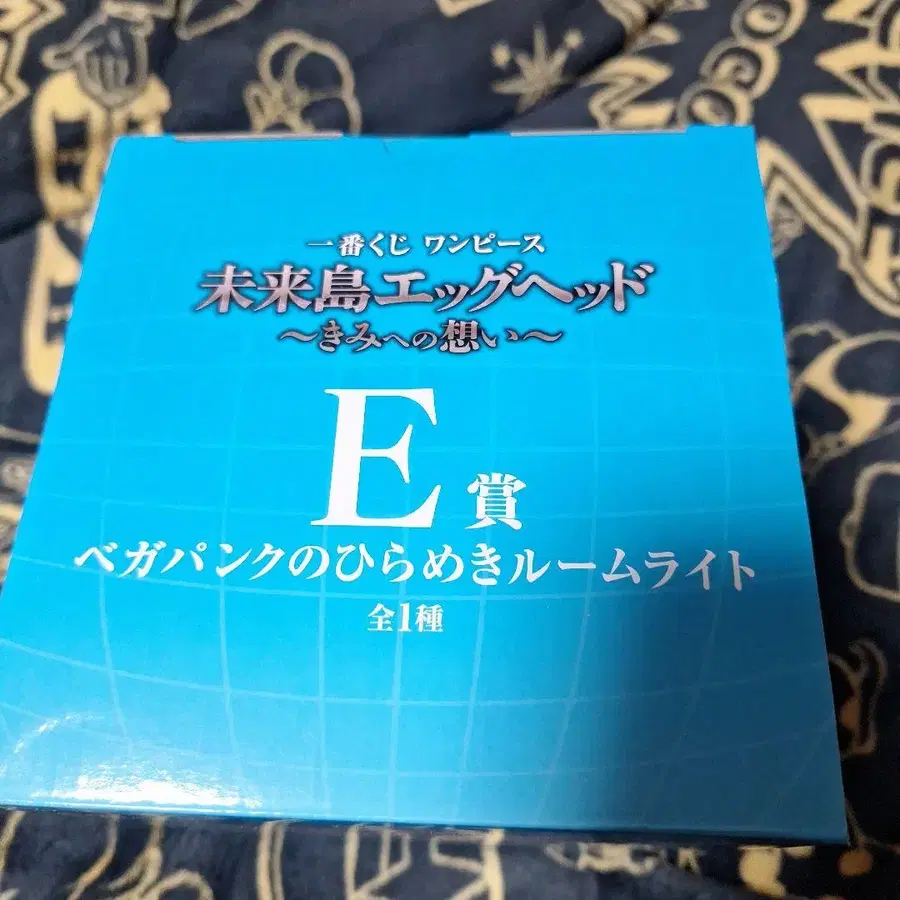 一番くじ ワンピース
未来島エッグヘッド
～きみへの想い～
E賞
ベガパンクのひらめきルームライト
全1種